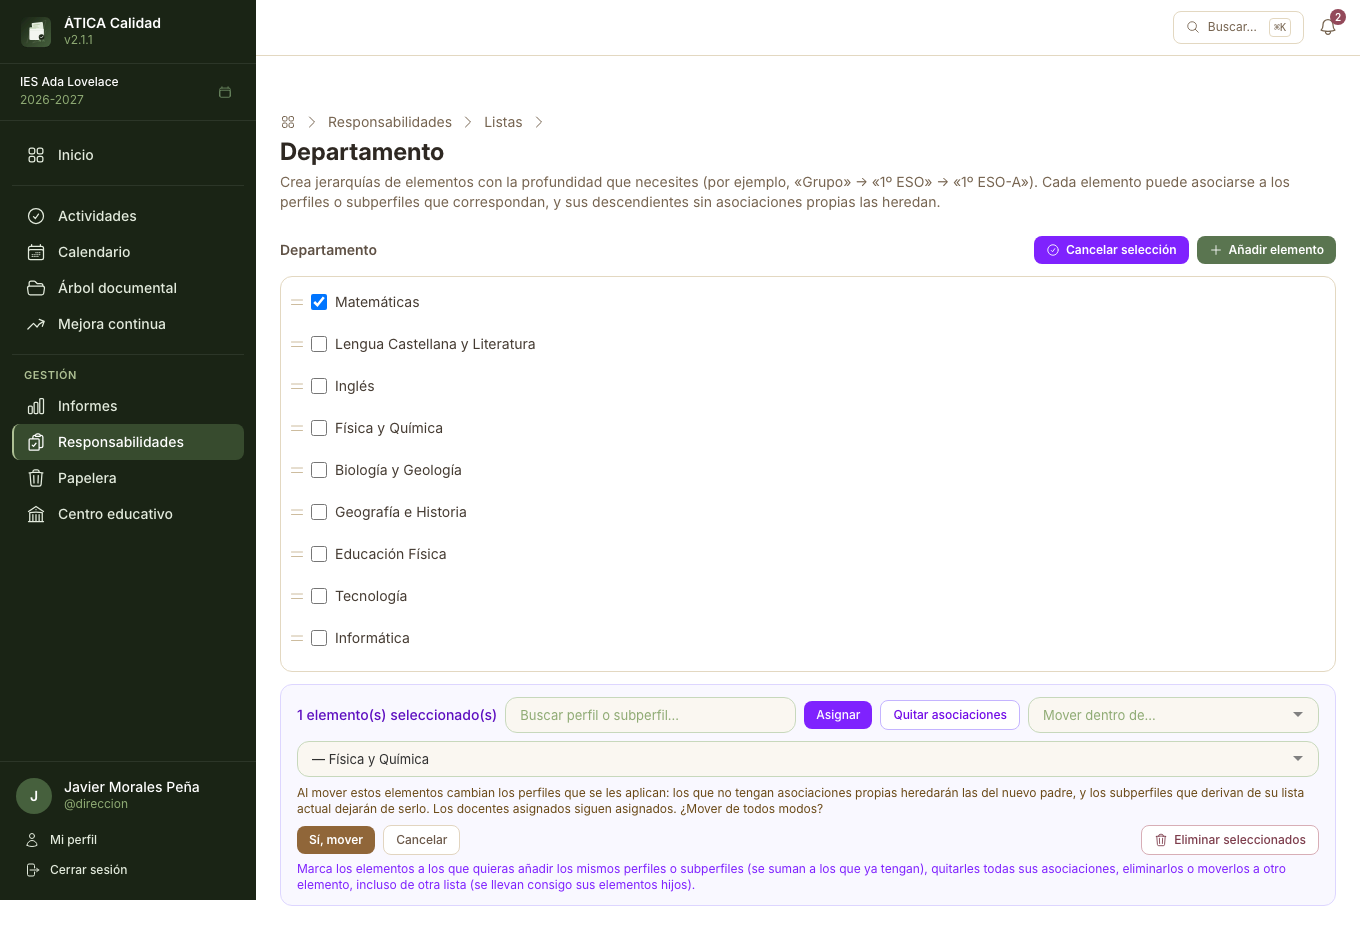 ÁTICA Calidad
v2.1.1
IES Ada Lovelace
2026-2027
Inicio
Actividades
Calendario
Árbol documental
Mejora continua
GESTIÓN
Informes
Responsabilidades
Papelera
Centro educativo
Javier Morales Peña
J
@direccion
Mi perfil
Cerrar sesión
Buscar...
⌘K
2
Responsabilidades
Listas
Departamento
Crea jerarquías de elementos con la profundidad que necesites (por ejemplo, «Grupo» → «1º ESO» → «1º ESO-A»). Cada elemento puede asociarse a los
perfiles o subperfiles que correspondan, y sus descendientes sin asociaciones propias las heredan.
Departamento
Cancelar selección
Añadir elemento
Matemáticas
Lengua Castellana y Literatura
Inglés
Física y Química
Biología y Geología
Geografía e Historia
Educación Física
Tecnología
Informática
1 elemento(s) seleccionado(s)
Buscar perfil o subperfil...
Asignar
Quitar asociaciones
Mover dentro de...
— Física y Química
Al mover estos elementos cambian los perfiles que se les aplican: los que no tengan asociaciones propias heredarán las del nuevo padre, y los subperfiles que derivan de su lista
actual dejarán de serlo. Los docentes asignados siguen asignados. ¿Mover de todos modos?
Sí, mover
Cancelar
Eliminar seleccionados
Marca los elementos a los que quieras añadir los mismos perfiles o subperfiles (se suman a los que ya tengan), quitarles todas sus asociaciones, eliminarlos o moverlos a otro
elemento, incluso de otra lista (se llevan consigo sus elementos hijos).